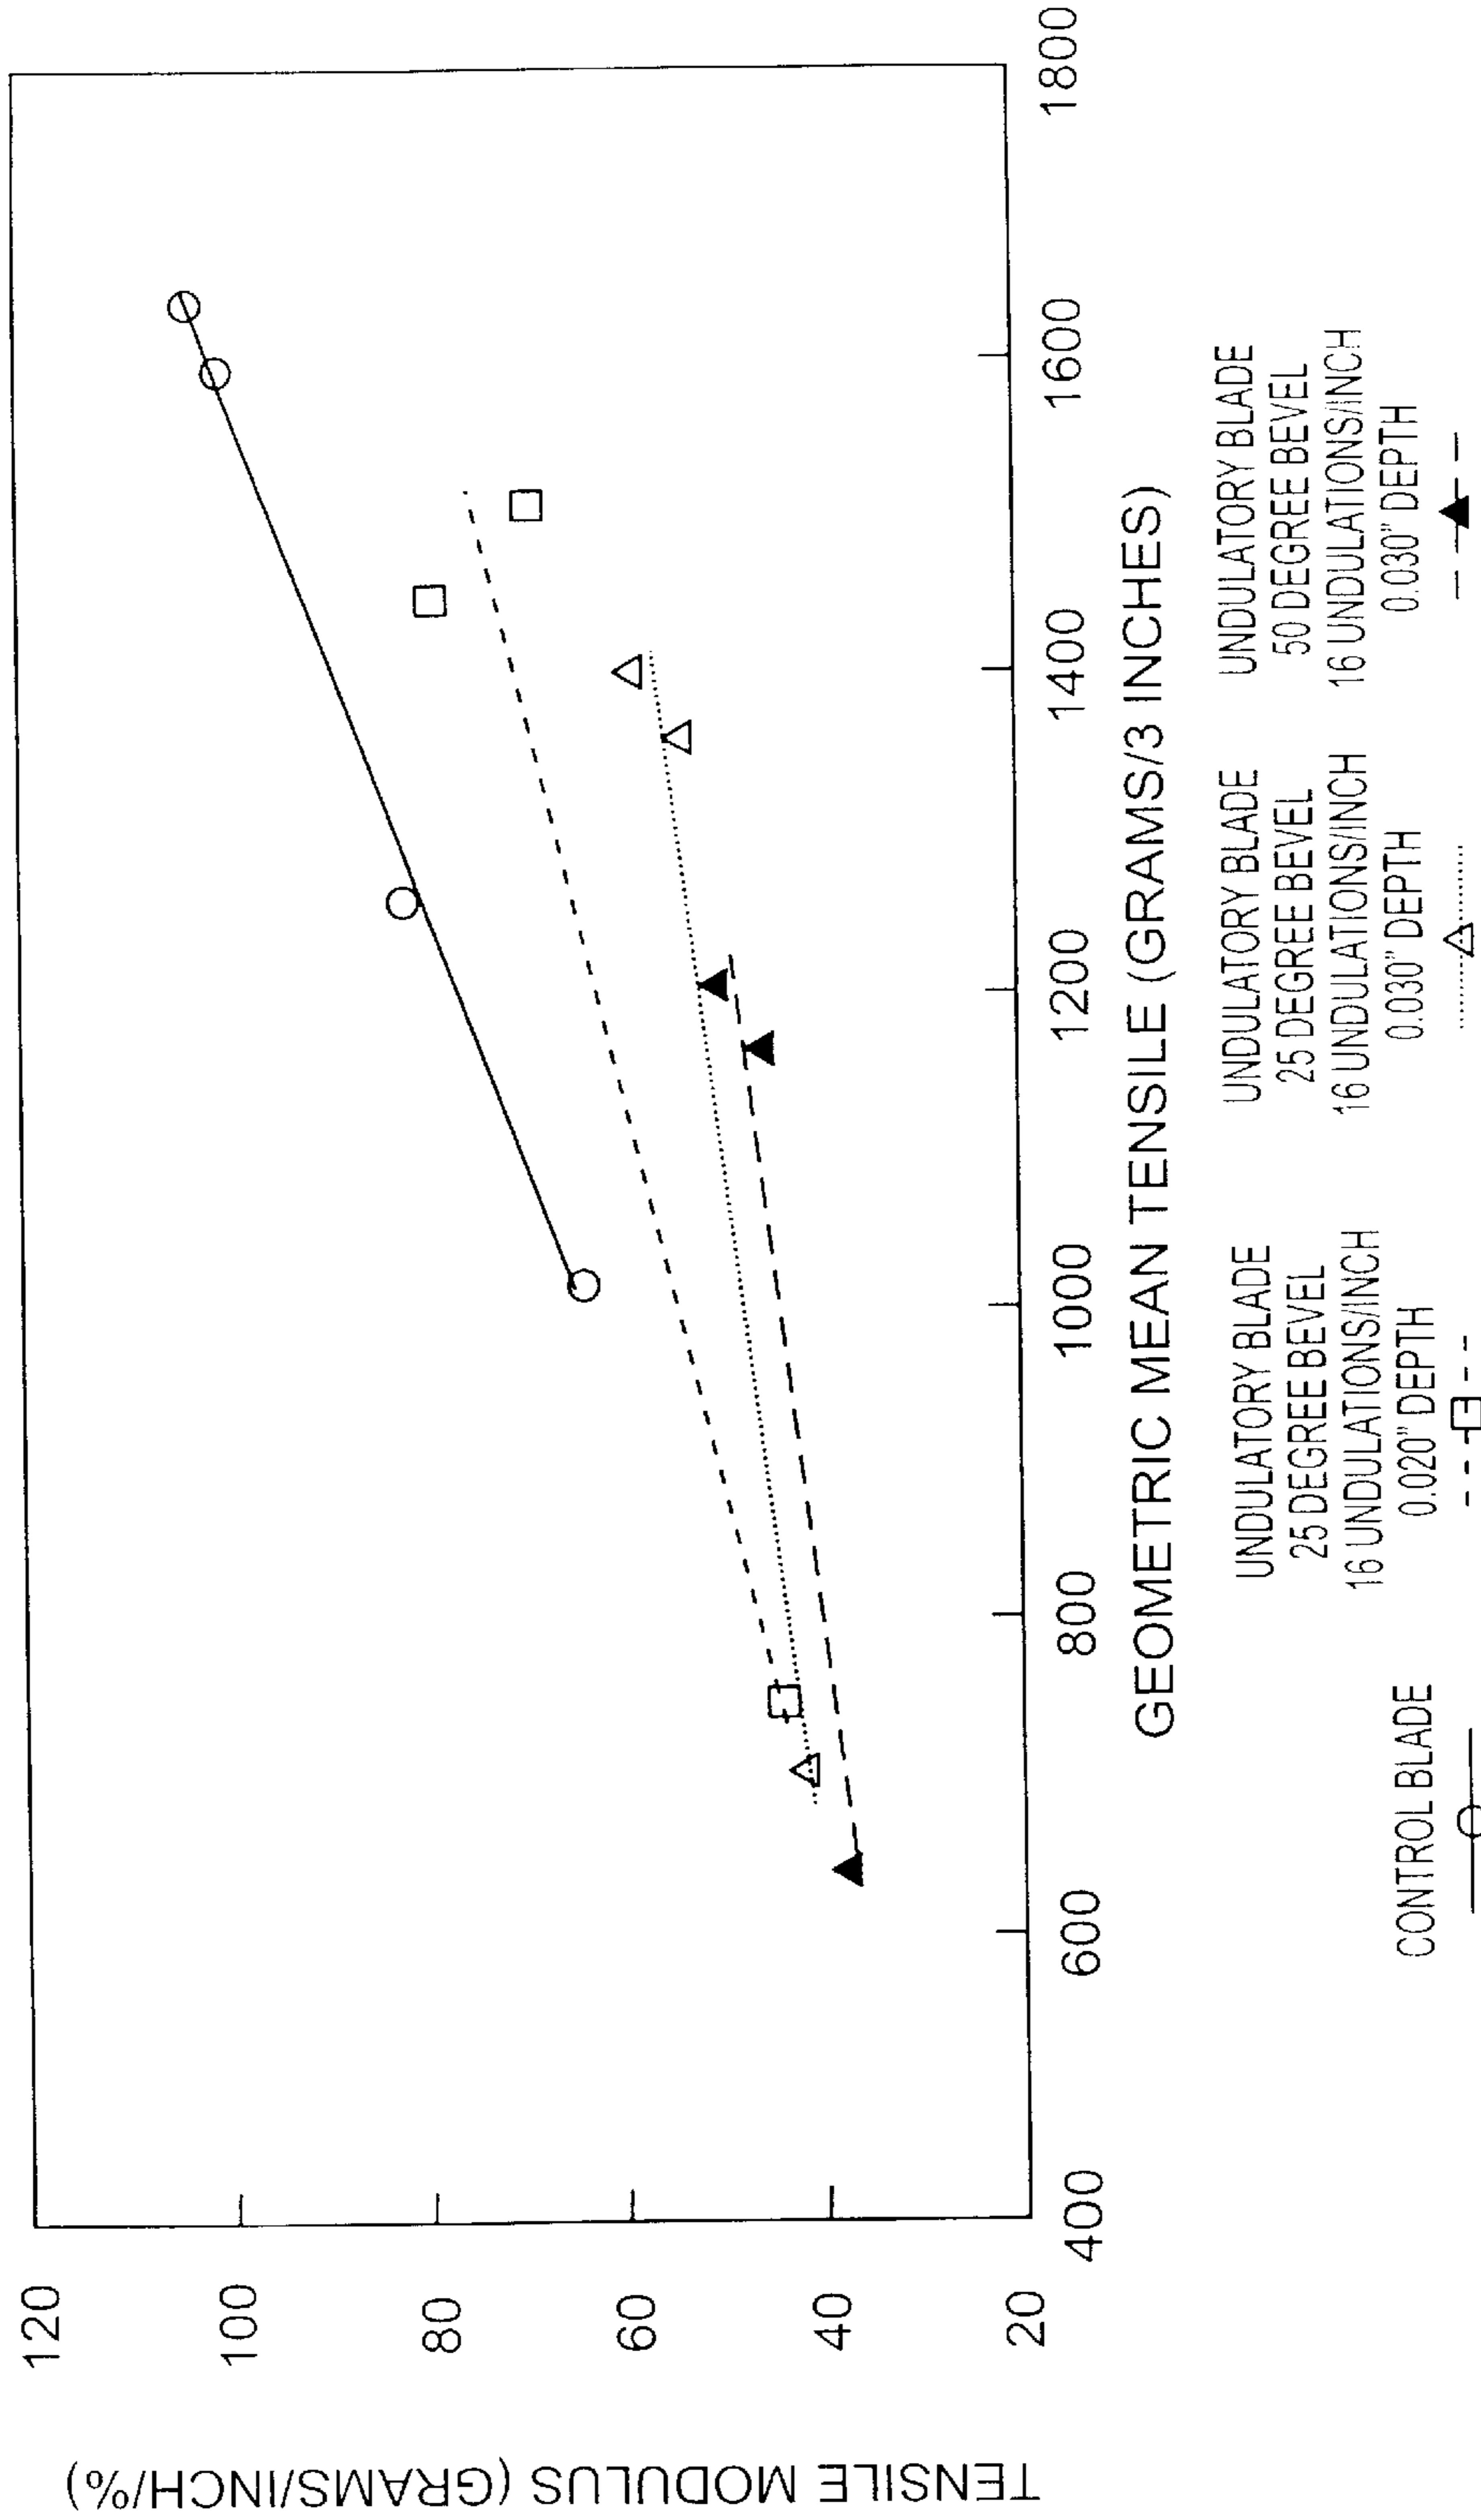 TENSILE MODULUS (GRAMS/INCH/%)
120
100
80
60
40
20
400
600
800
1000
1200
1400
1600
1800
GEOMETRIC MEAN TENSILE (GRAMS/3 INCHES)
CONTROL BLADE
UNDULATORY BLADE
25 DEGREE BEVEL
16 UNDULATIONS/INCH
0.020" DEPTH
UNDULATORY BLADE
25 DEGREE BEVEL
16 UNDULATIONS/INCH
0.030" DEPTH
UNDULATORY BLADE
50 DEGREE BEVEL
16 UNDULATIONS/INCH
0.030" DEPTH